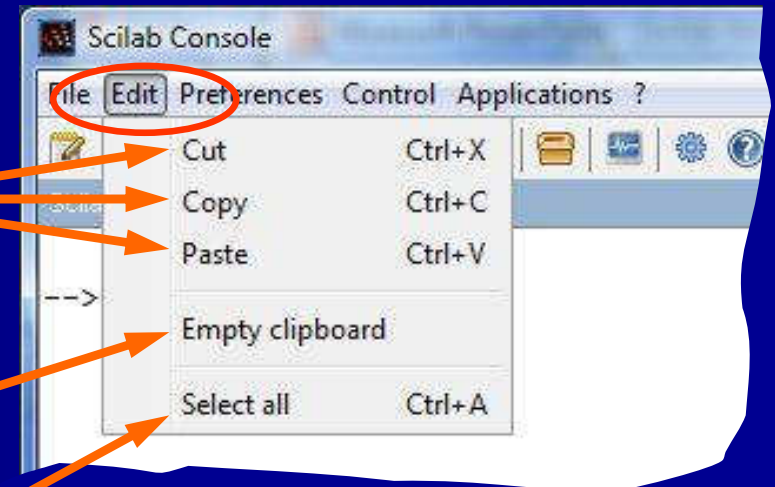 Scilab Console
File Edit Preferences Control Applications ?
Cut Ctrl+X
Copy Ctrl+C
Paste Ctrl+V
-->
Empty clipboard
Select all Ctrl+A